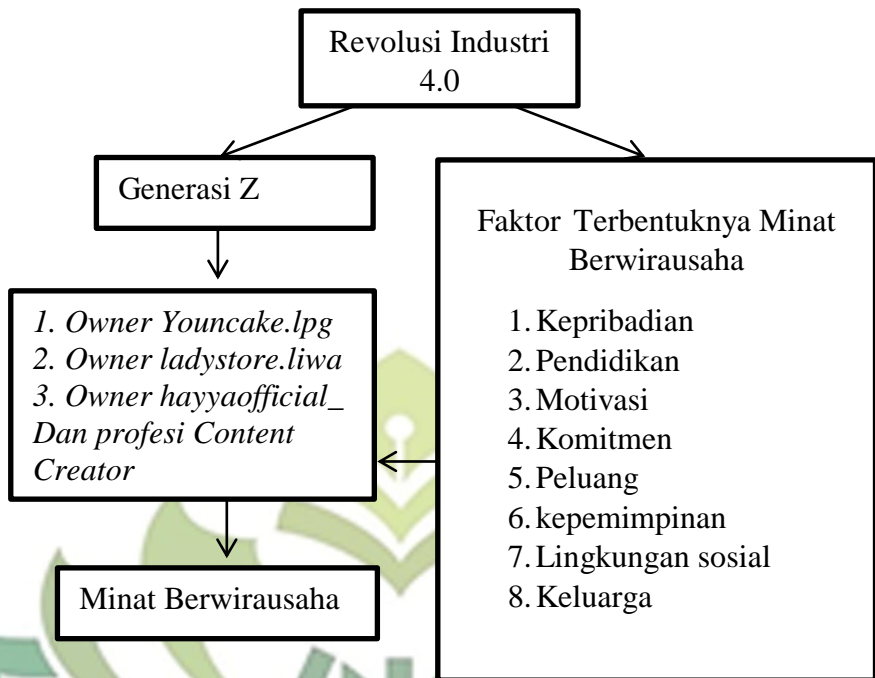 Revolusi Industri
4.0
Generasi Z
1. Owner Youncake.lpg
2. Owner ladystore.liwa
3. Owner hayyaofficial_
Dan profesi Content
Creator
Minat Berwirausaha
Faktor Terbentuknya Minat
Berwirausaha
1. Kepribadian
2. Pendidikan
3. Motivasi
4. Komitmen
5. Peluang
6. kepemimpinan
7. Lingkungan sosial
8. Keluarga